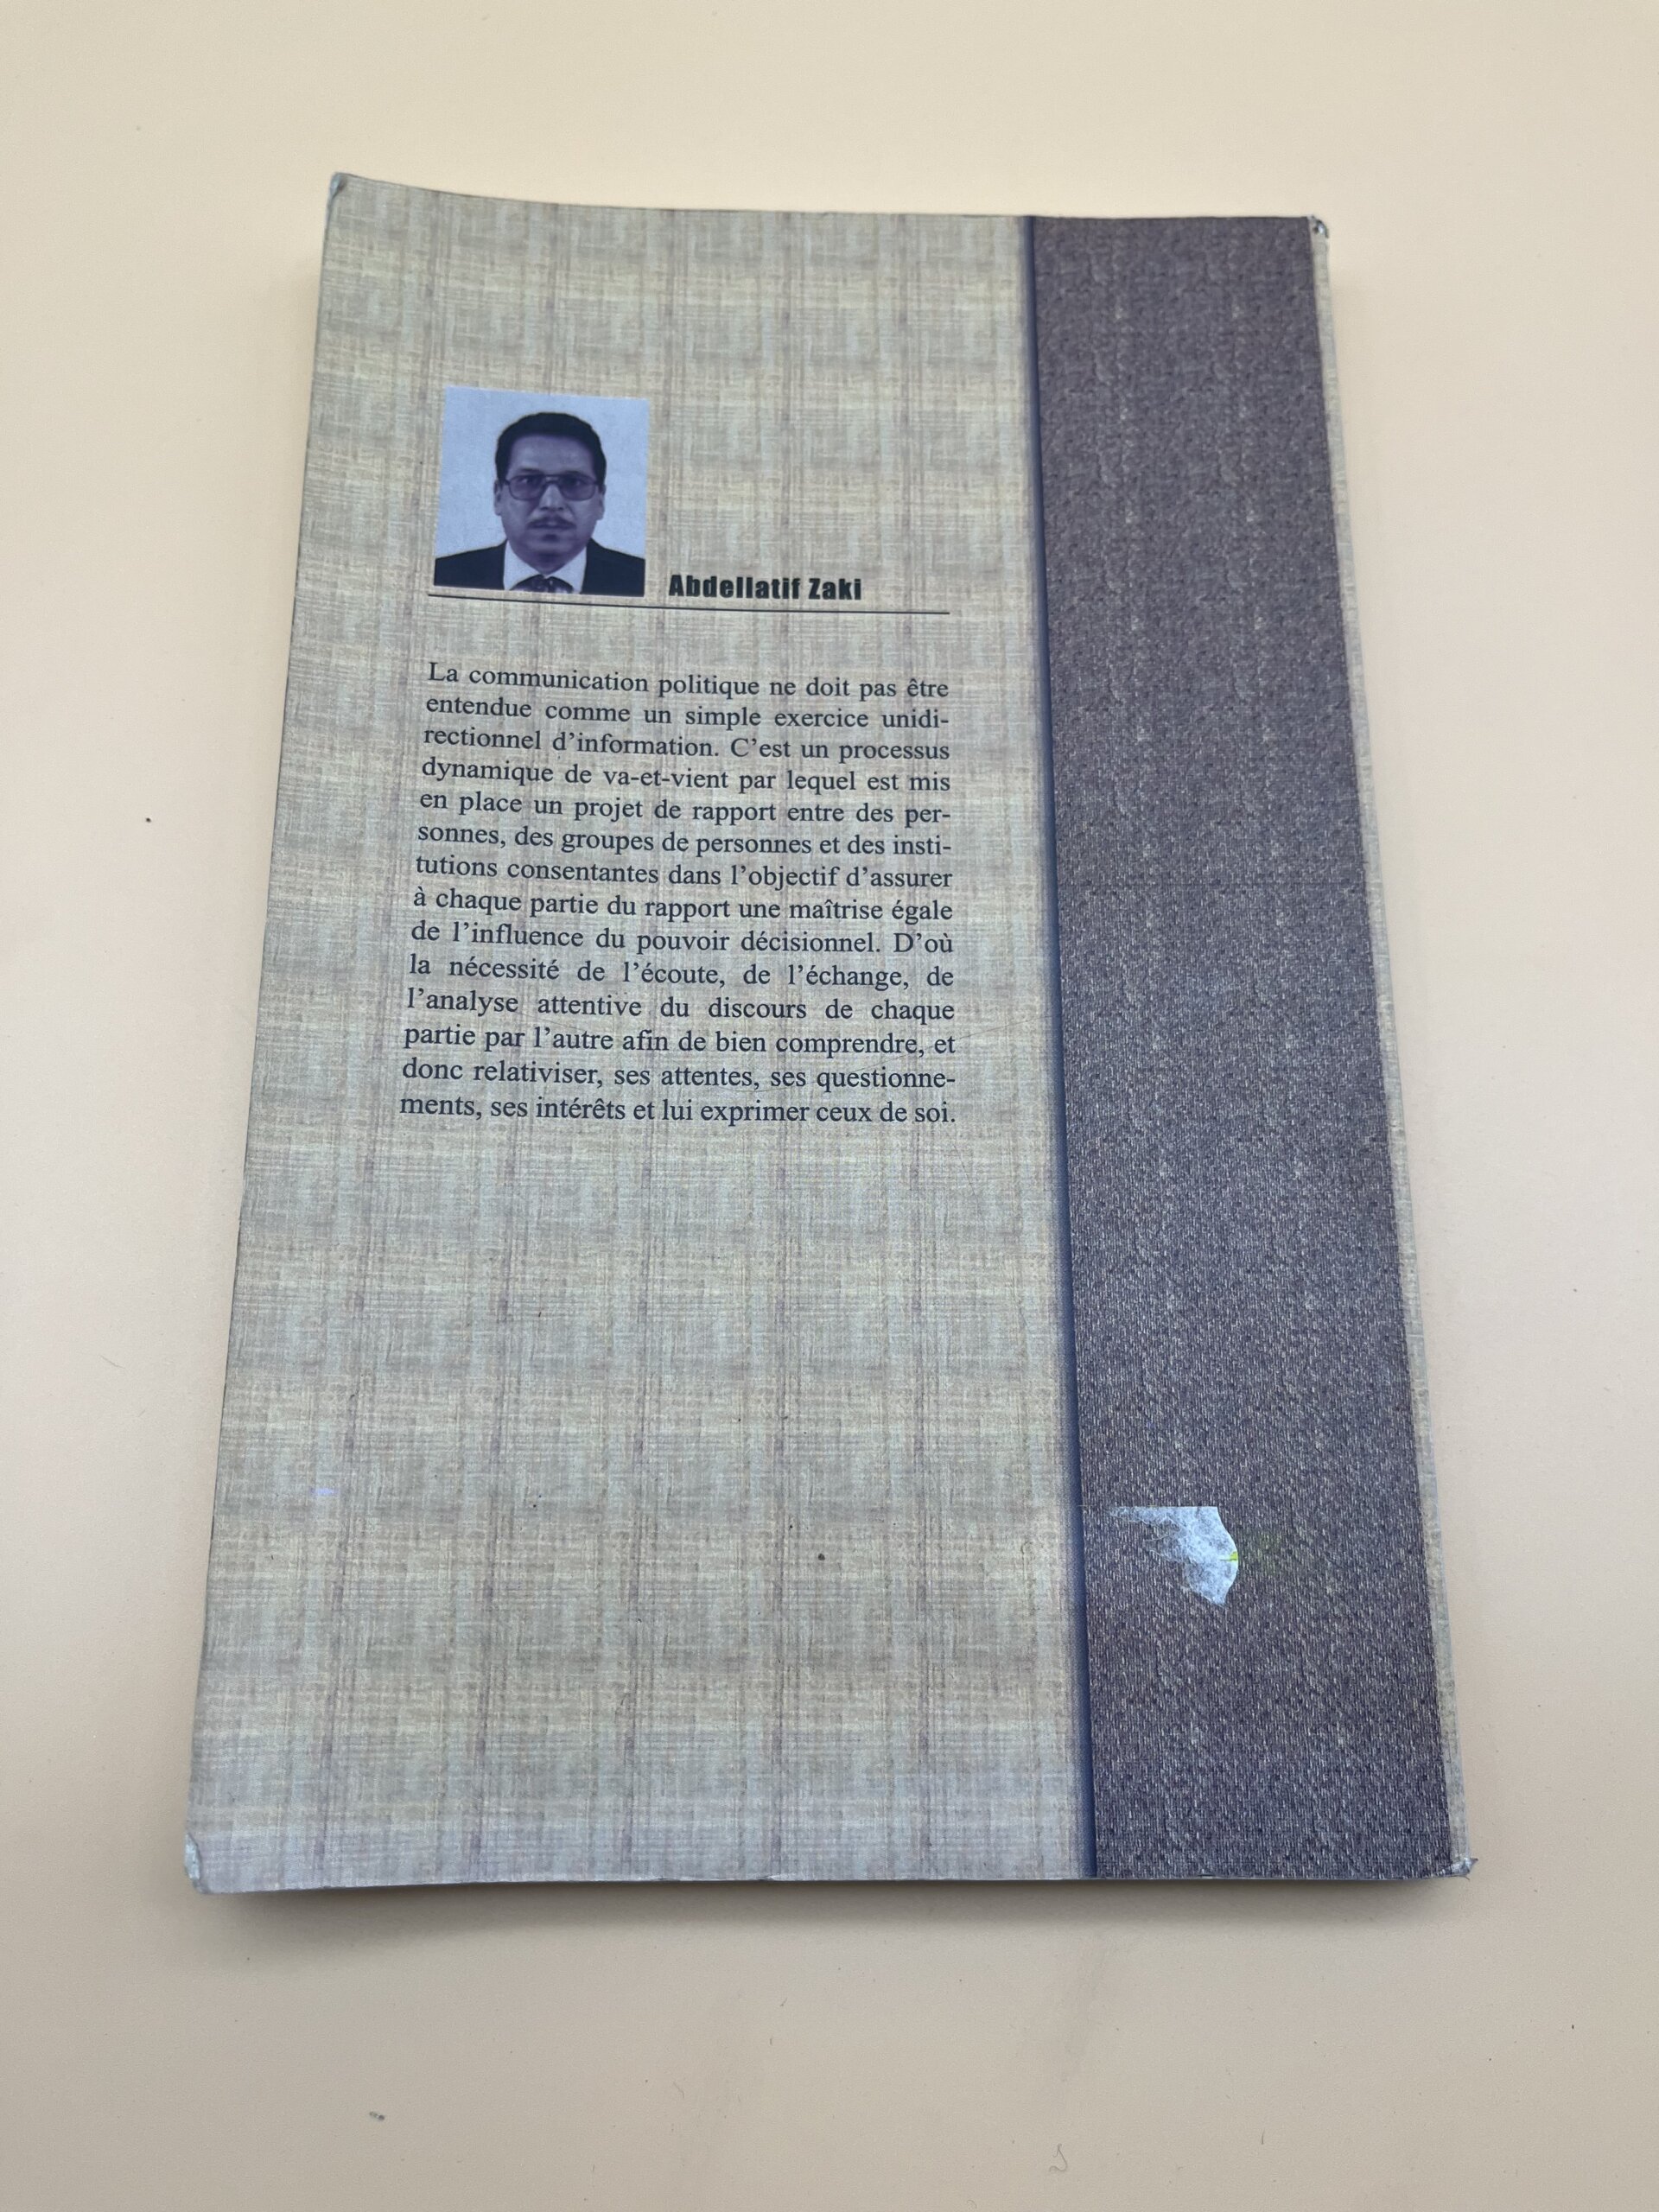 Abdellatif Zaki
La communication politique ne doit pas être
entendue comme un simple exercice unidi-
rectionnel d’information. C’est un processus
dynamique de va-et-vient par lequel est mis
en place un projet de rapport entre des per-
sonnes, des groupes de personnes et des insti-
tutions consentantes dans l’objectif d’assurer
à chaque partie du rapport une maîtrise égale
de l’influence du pouvoir décisionnel. D’où
la nécessité de l’écoute, de l’échange, de
l’analyse attentive du discours de chaque
partie par l’autre afin de bien comprendre, et
donc relativiser, ses attentes, ses questionne-
ments, ses intérêts et lui exprimer ceux de soi.